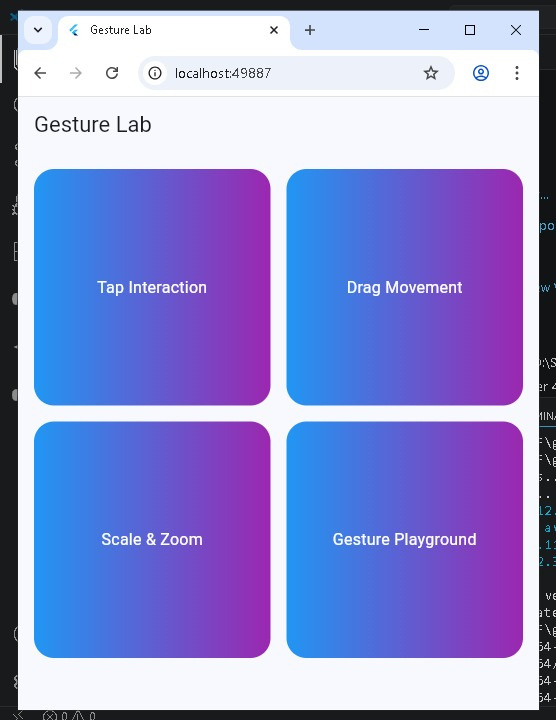 Gesture Lab
localhost:49887
Gesture Lab
Tap Interaction
Drag Movement
Scale & Zoom
Gesture Playground